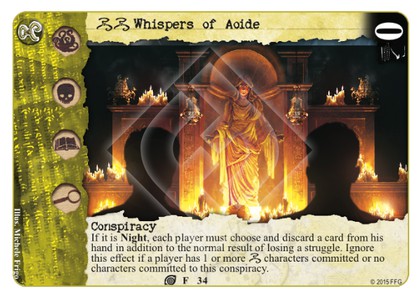 Whispers of Aoide
0
Conspiracy
If it is Night, each player must choose and discard a card from his
hand in addition to the normal result of losing a struggle. Ignore
this effect if a player has 1 or more characters committed or no
characters committed to this conspiracy.
F 34
© 2015 FFG
Illus. Michele Frigo